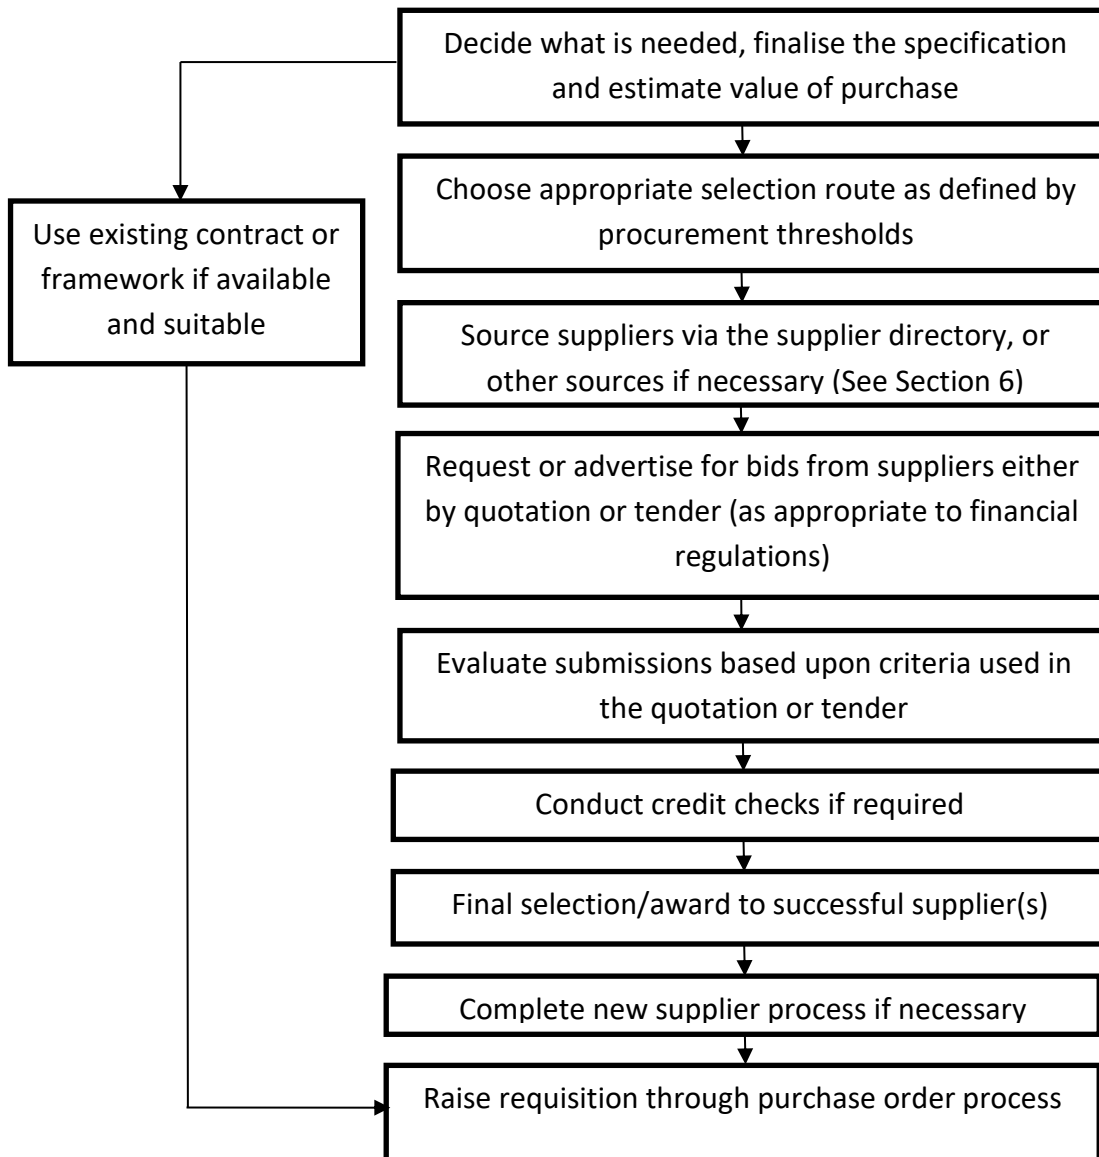 Decide what is needed, finalise the specification
and estimate value of purchase
Choose appropriate selection route as defined by
procurement thresholds
Use existing contract or
framework if available
and suitable
Source suppliers via the supplier directory, or
other sources if necessary (See Section 6)
Request or advertise for bids from suppliers either
by quotation or tender (as appropriate to financial
regulations)
Evaluate submissions based upon criteria used in
the quotation or tender
Conduct credit checks if required
Final selection/award to successful supplier(s)
Complete new supplier process if necessary
Raise requisition through purchase order process